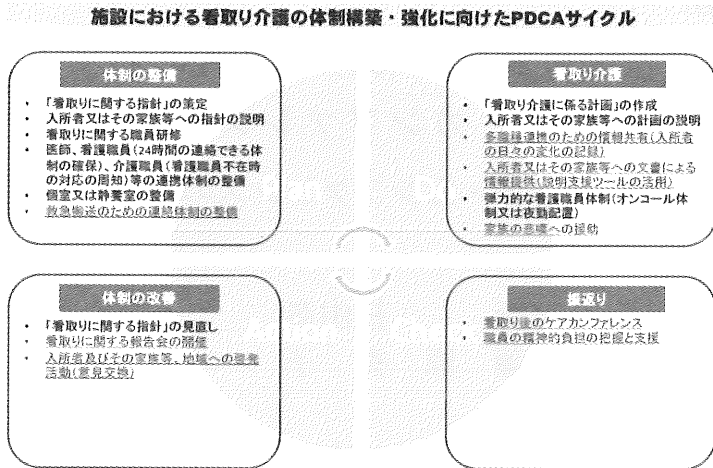 施設における看取り介護の体制構築・強化に向けたPDCAサイクル
体制の整備
・ 「看取りに関する指針」の策定
・ 入所者又はその家族等への指針の説明
・ 看取りに関する職員研修
・ 医師、看護職員(24時間の連絡できる体
制の確保)、介護職員(看護職員不在時
の対応の周知)等の連携体制の整備
・ 個室又は静養室の整備
・ 救急搬送のための連絡体制の整備
看取り介護
・ 「看取り介護に係る計画」の作成
・ 入所者又はその家族等への計画の説明
・ 多職種連携のための情報共有(入所者
の日々の変化の記録)
・ 入所者又はその家族等への文書による
情報提供(説明支援ツールの活用)
・ 弾力的な看護職員体制(オンコール体
制又は夜勤配置)
・ 家族の悲嘆への援助
体制の改善
・ 「看取りに関する指針」の見直し
・ 看取りに関する報告会の開催
・ 入所者及びその家族等、地域への啓発
活動(意見交換)
振返り
・ 看取り後のケアカンファレンス
・ 職員の精神的負担の把握と支援